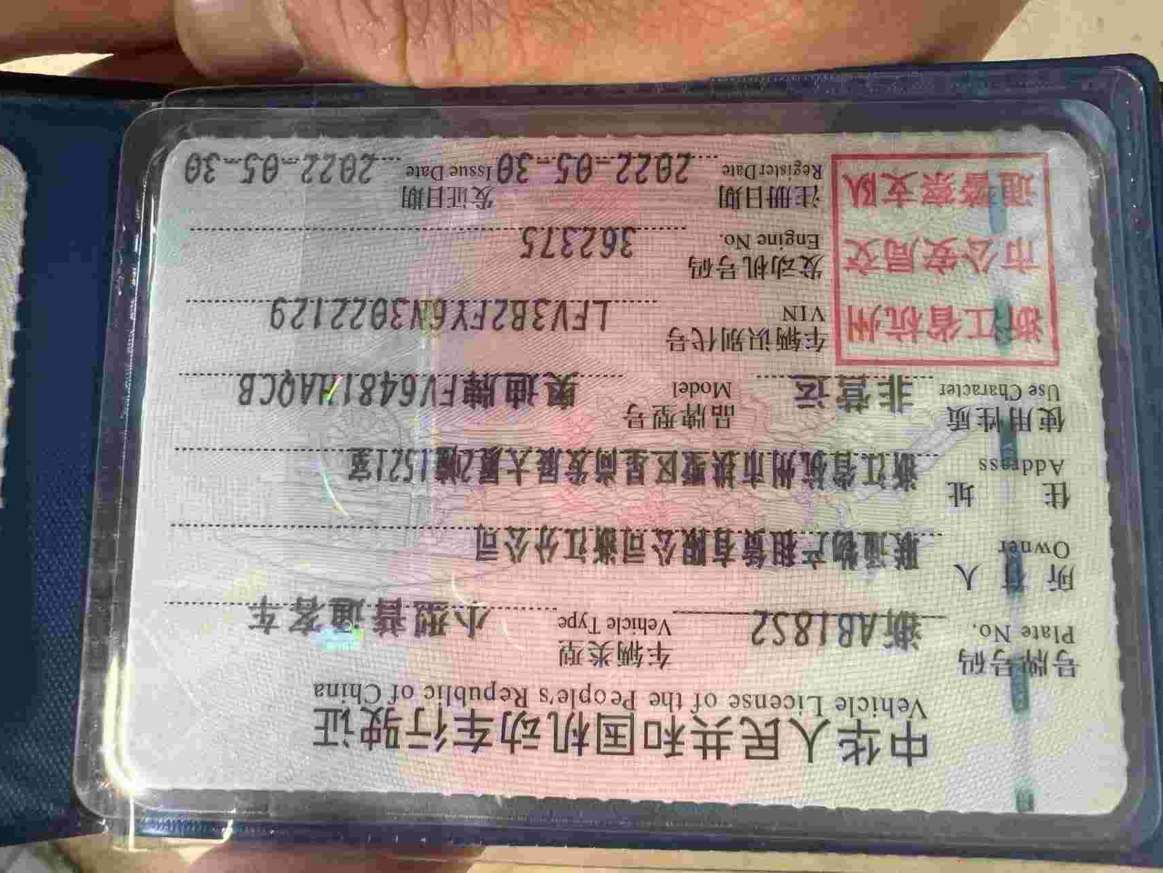 中华人民共和国机动车行驶证
Vehicle License of the People's Republic of China
号牌号码 Plate No. 浙AB18S2 车辆类型 Vehicle Type 小型普通客车
所有人 Owner 联通物产租赁有限公司浙江分公司
住址 Address 浙江省杭州市拱墅区星尚发展大厦2幢1521室
使用性质 Use Character 非营运 品牌型号 Model 奥迪牌FV6481HAQCB
浙江省杭州
市公安局交
通警察支队
车辆识别代号 VIN LFV3B2FY6N3022129
发动机号码 Engine No. 362375
注册日期 Register Date 2022-05-30 发证日期 Issue Date 2022-05-30